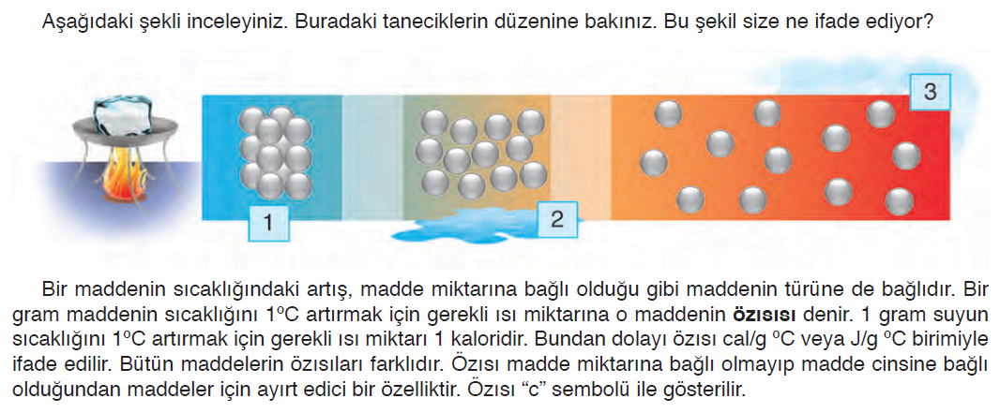 Aşağıdaki şekli inceleyiniz. Buradaki taneciklerin düzenine bakınız. Bu şekil size ne ifade ediyor?
3
1
2
Bir maddenin sıcaklığındaki artış, madde miktarına bağlı olduğu gibi maddenin türüne de bağlıdır. Bir
gram maddenin sıcaklığını 1ºC artırmak için gerekli ısı miktarına o maddenin özısısı denir. 1 gram suyun
sıcaklığını 1ºC artırmak için gerekli ısı miktarı 1 kaloridir. Bundan dolayı özısı cal/g ºC veya J/g ºC birimiyle
ifade edilir. Bütün maddelerin özısıları farklıdır. Özısı madde miktarına bağlı olmayıp madde cinsine bağlı
olduğundan maddeler için ayırt edici bir özelliktir. Özısı “c” sembolü ile gösterilir.